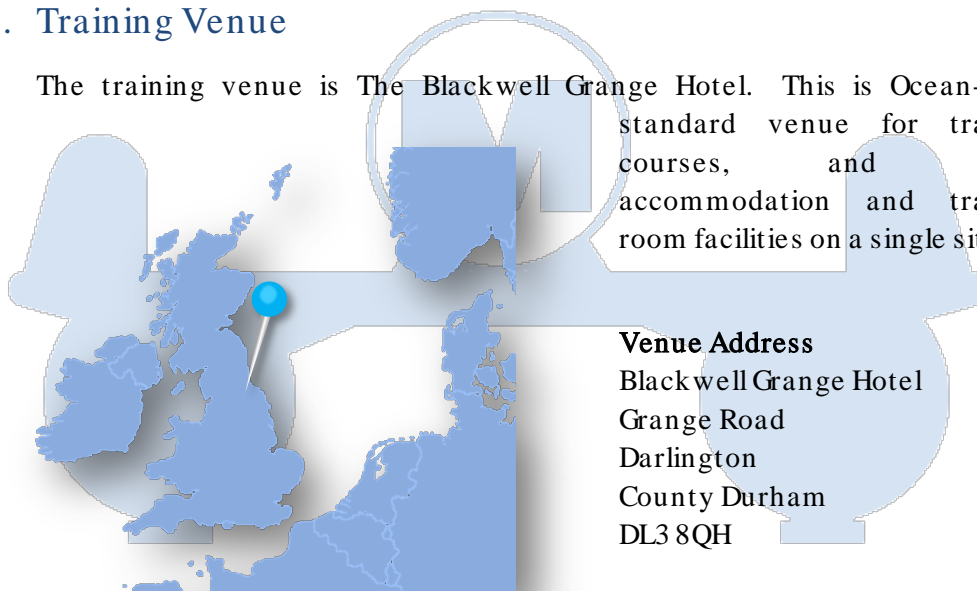 . Training Venue
The training venue is The Blackwell Grange Hotel. This is Ocean-
standard venue for tra
courses, and
accommodation and tra
room facilities on a single sit
Venue Address
Blackwell Grange Hotel
Grange Road
Darlington
County Durham
DL3 8QH